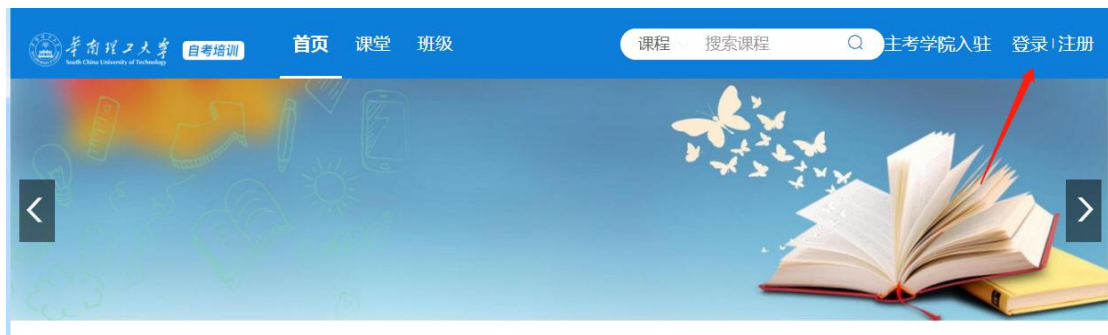 华南理工大学
South China University of Technology
自考培训
首页 课堂 班级
课程 搜索课程
主考学院入驻 登录 注册